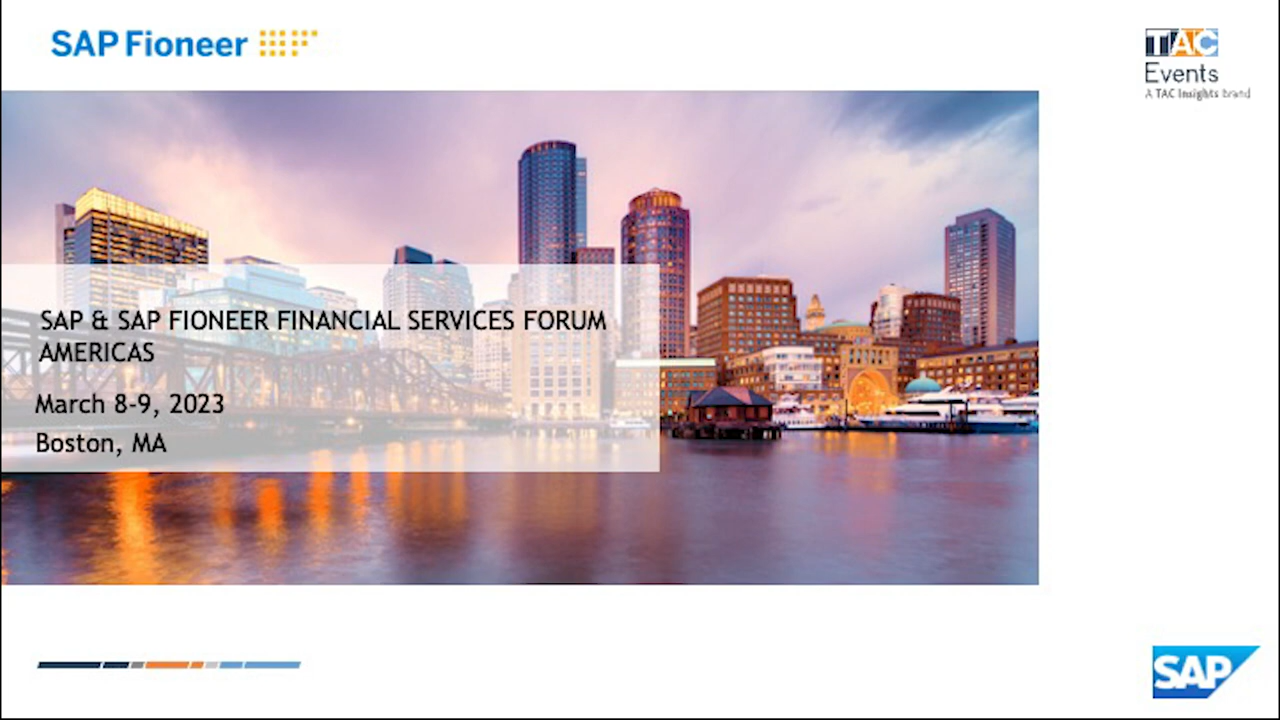 SAP Fioneer
TAC
Events
A TAC Insights brand
SAP & SAP FIONEER FINANCIAL SERVICES FORUM
AMERICAS
March 8-9, 2023
Boston, MA
SAP